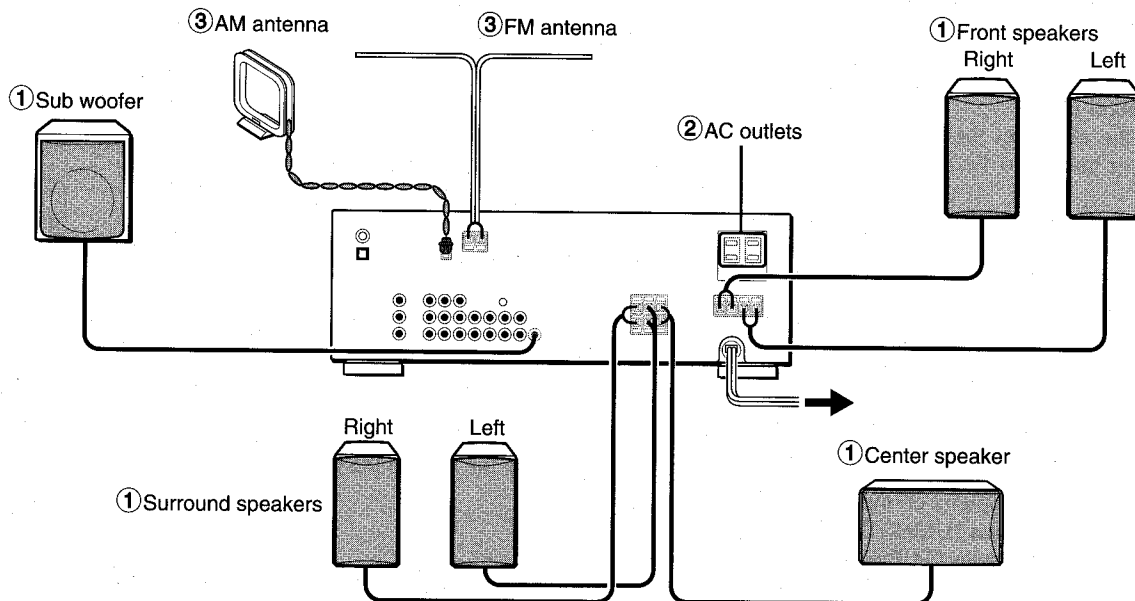 ③AM antenna
③FM antenna
①Front speakers
Right
Left
①Sub woofer
②AC outlets
Right
Left
①Surround speakers
①Center speaker